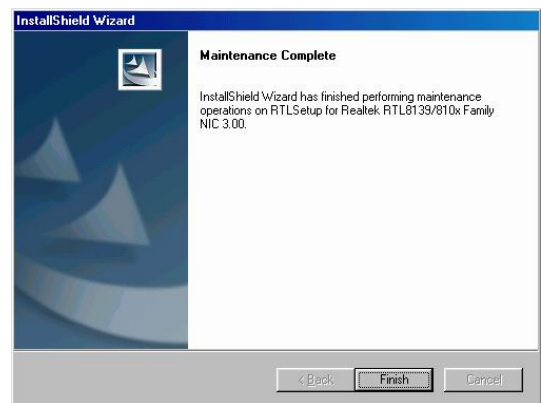 InstallShield Wizard
Maintenance Complete
InstallShield Wizard has finished performing maintenance
operations on RTLSetup for Realtek RTL8139/810x Family
NIC 3.00.
< Back
Finish
Cancel